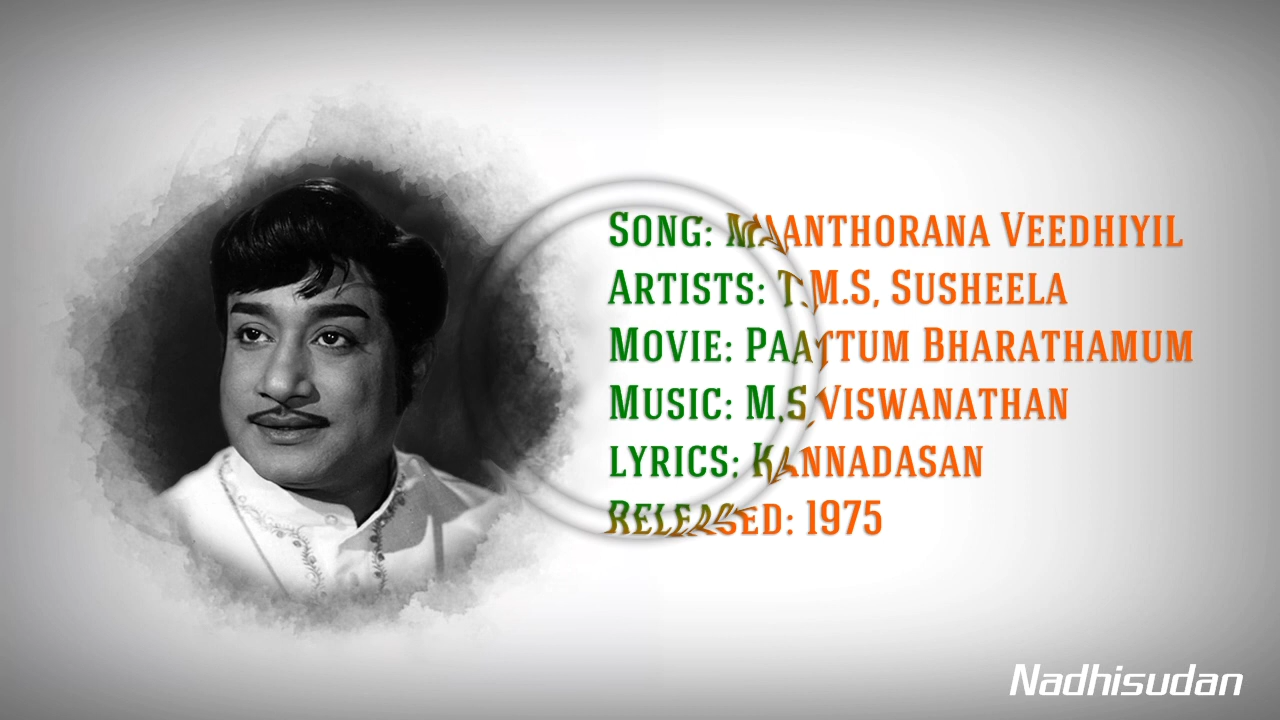 Song: Maanthorana Veedhiyil
Artists: T.M.S, Susheela
Movie: Paattum Bharathamum
Music: M.S.Viswanathan
lyrics: Kannadasan
Released: 1975
Nadhisudan